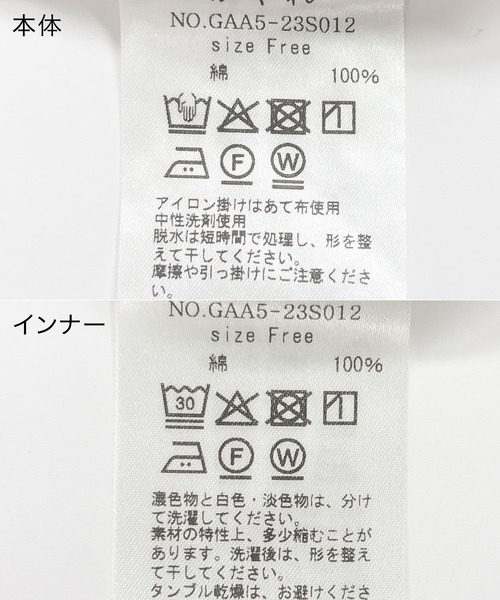 本体
NO.GAA5-23S012
size Free
綿 100%
F W
アイロン掛けはあて布使用
中性洗剤使用
脱水は短時間で処理し、形を整
えて干してください。
摩擦や引っ掛けにご注意くださ
い。
インナー
NO.GAA5-23S012
size Free
綿 100%
30
F W
濃色物と白色・淡色物は、分け
て洗濯してください。
素材の特性上、多少縮むことが
あります。洗濯後は、形を整え
て干してください。
タンブル乾燥は、お避けくださ